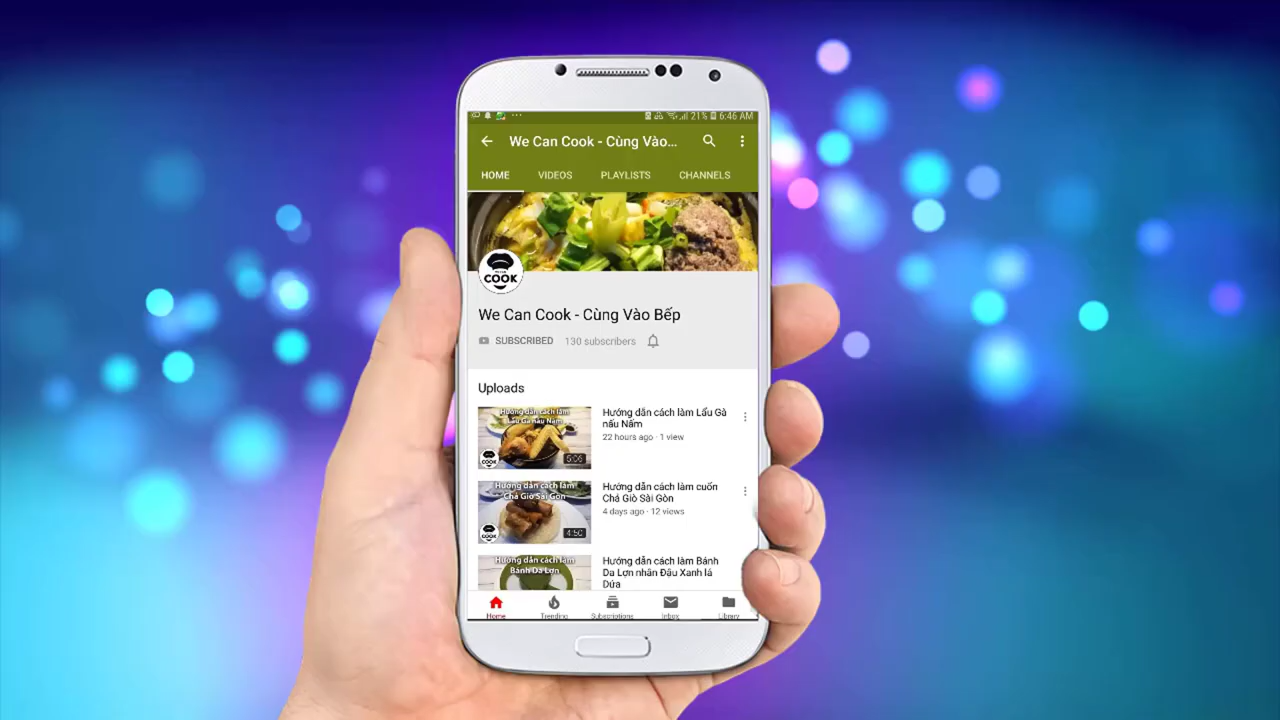 21% 6:46 AM
We Can Cook - Cùng Vào...
HOME VIDEOS PLAYLISTS CHANNELS
COOK
We Can Cook - Cùng Vào Bếp
SUBSCRIBED 130 subscribers
Uploads
Hướng dẫn cách làm
Lẩu Gà nấu Nấm
COOK
5:06
Hướng dẫn cách làm Lẩu Gà
nấu Nấm
22 hours ago · 1 view
Hướng dẫn cách làm
Chả Giò Sài Gòn
COOK
4:50
Hướng dẫn cách làm cuốn
Chả Giò Sài Gòn
4 days ago · 12 views
Hướng dẫn cách làm
Bánh Da Lợn
Hướng dẫn cách làm Bánh
Da Lợn nhân Đậu Xanh lá
Dứa
Home Trending Subscriptions Inbox Library